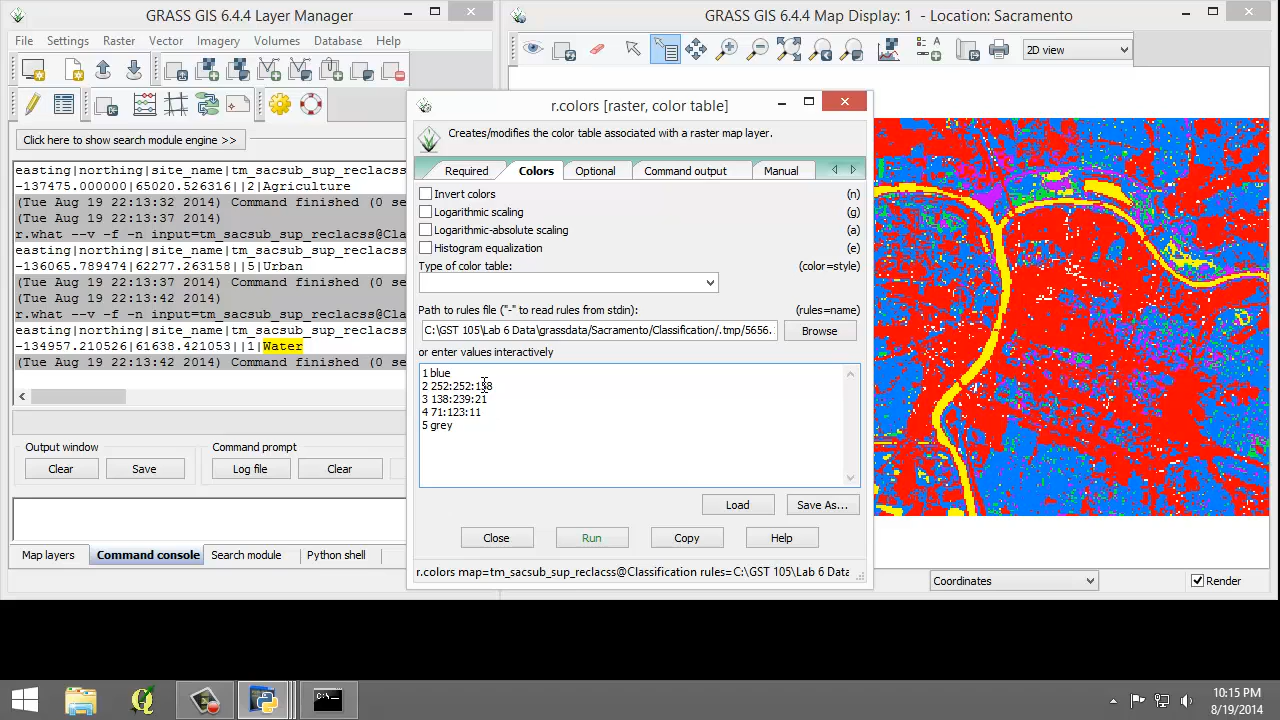 GRASS GIS 6.4.4 Layer Manager
GRASS GIS 6.4.4 Map Display: 1 - Location: Sacramento
File Settings Raster Vector Imagery Volumes Database Help
2D view
Click here to show search module engine >>
easting|northing|site_name|tm_sacsub_sup_reclacss
-137475.000000|65020.526316||2|Agriculture
(Tue Aug 19 22:13:33 2014) Command finished (0 se
(Tue Aug 19 22:13:37 2014)
r.what --v -f -n input=tm_sacsub_sup_reclacss@Cla
easting|northing|site_name|tm_sacsub_sup_reclacss
-136065.789474|62277.263158||5|Urban
(Tue Aug 19 22:13:37 2014) Command finished (0 se
(Tue Aug 19 22:13:42 2014)
r.what --v -f -n input=tm_sacsub_sup_reclacss@Cla
easting|northing|site_name|tm_sacsub_sup_reclacss
-134957.210526|61638.421053||1|Water
(Tue Aug 19 22:13:42 2014) Command finished (0 se
Output window
Command prompt
Clear
Save
Log file
Clear
Map layers
Command console
Search module
Python shell
r.colors [raster, color table]
Creates/modifies the color table associated with a raster map layer.
Required
Colors
Optional
Command output
Manual
Invert colors (n)
Logarithmic scaling (g)
Logarithmic-absolute scaling (a)
Histogram equalization (e)
Type of color table: (color=style)
Path to rules file ("-" to read rules from stdin): (rules=name)
C:\GST 105\Lab 6 Data\grassdata/Sacramento/Classification/.tmp/5656.
Browse
or enter values interactively
1 blue
2 252:252:138
3 138:239:21
4 71:123:11
5 grey
Load
Save As...
Close
Run
Copy
Help
r.colors map=tm_sacsub_sup_reclacss@Classification rules=C:\GST 105\Lab 6 Data
Coordinates
Render
10:15 PM
8/19/2014